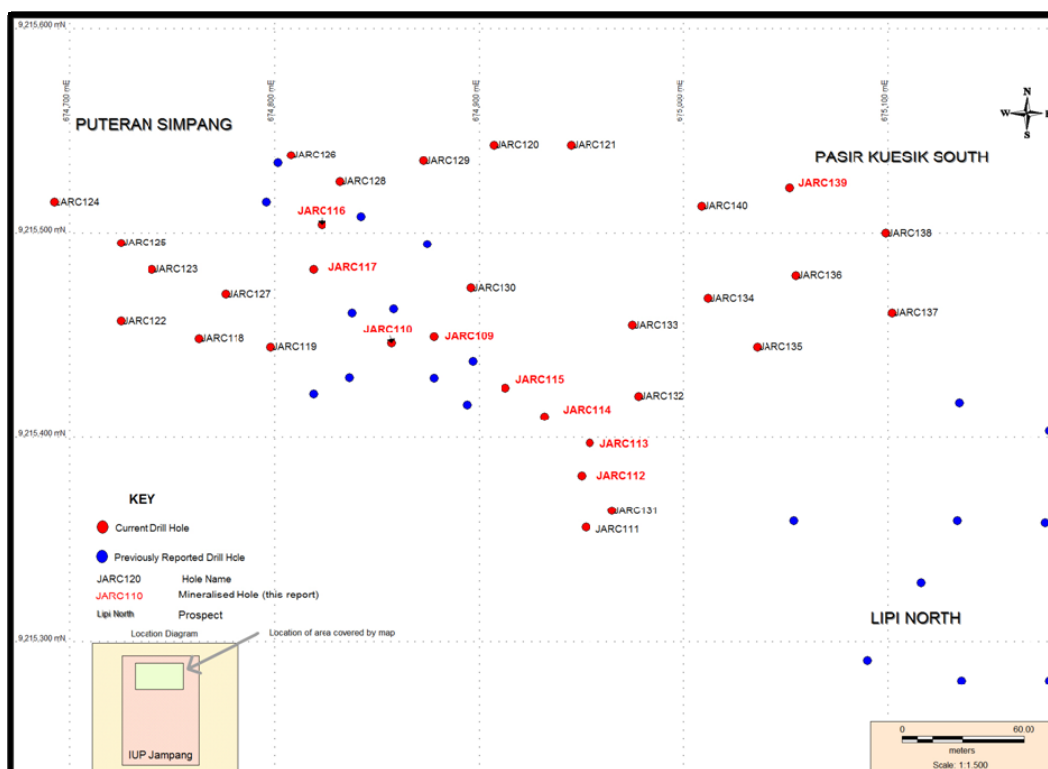 9,215,600 mN
674,700 mE
674,800 mE
674,900 mE
675,000 mE
675,100 mE
N
W E
S
PUTERAN SIMPANG
PASIR KUESIK SOUTH
JARC120
JARC121
JARC126
JARC129
JARC128
JARC139
JARC124
JARC116
JARC140
9,215,500 mN
JARC125
JARC138
JARC123
JARC117
JARC136
JARC127
JARC130
JARC134
JARC122
JARC133
JARC137
JARC118
JARC110
JARC109
JARC119
JARC135
JARC115
JARC132
JARC114
9,215,400 mN
JARC113
JARC112
KEY
JARC131
Current Drill Hole
JARC111
Previously Reported Drill Hole
JARC120 Hole Name
JARC110 Mineralised Hole (this report)
Lipi North Prospect
LIPI NORTH
Location Diagram
Location of area covered by map
9,215,300 mN
IUP Jampang
0 60.00
meters
Scale: 1:1.500